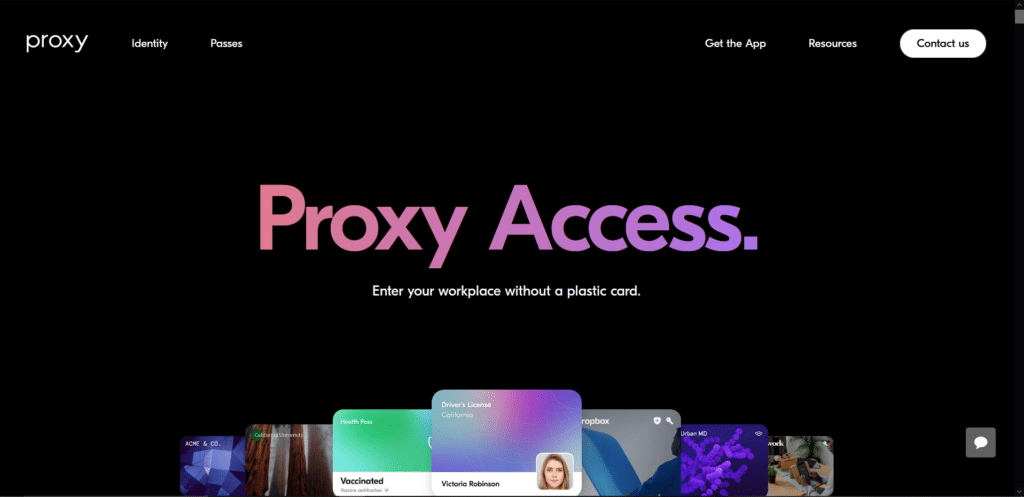 proxy
Identity
Passes
Get the App
Resources
Contact us
Proxy Access.
Enter your workplace without a plastic card.
ACME & CO.
California University
Health Pass
Vaccinated
Vaccine certification
Driver's License
California
Victoria Robinson
ropbox
Urban MD
work